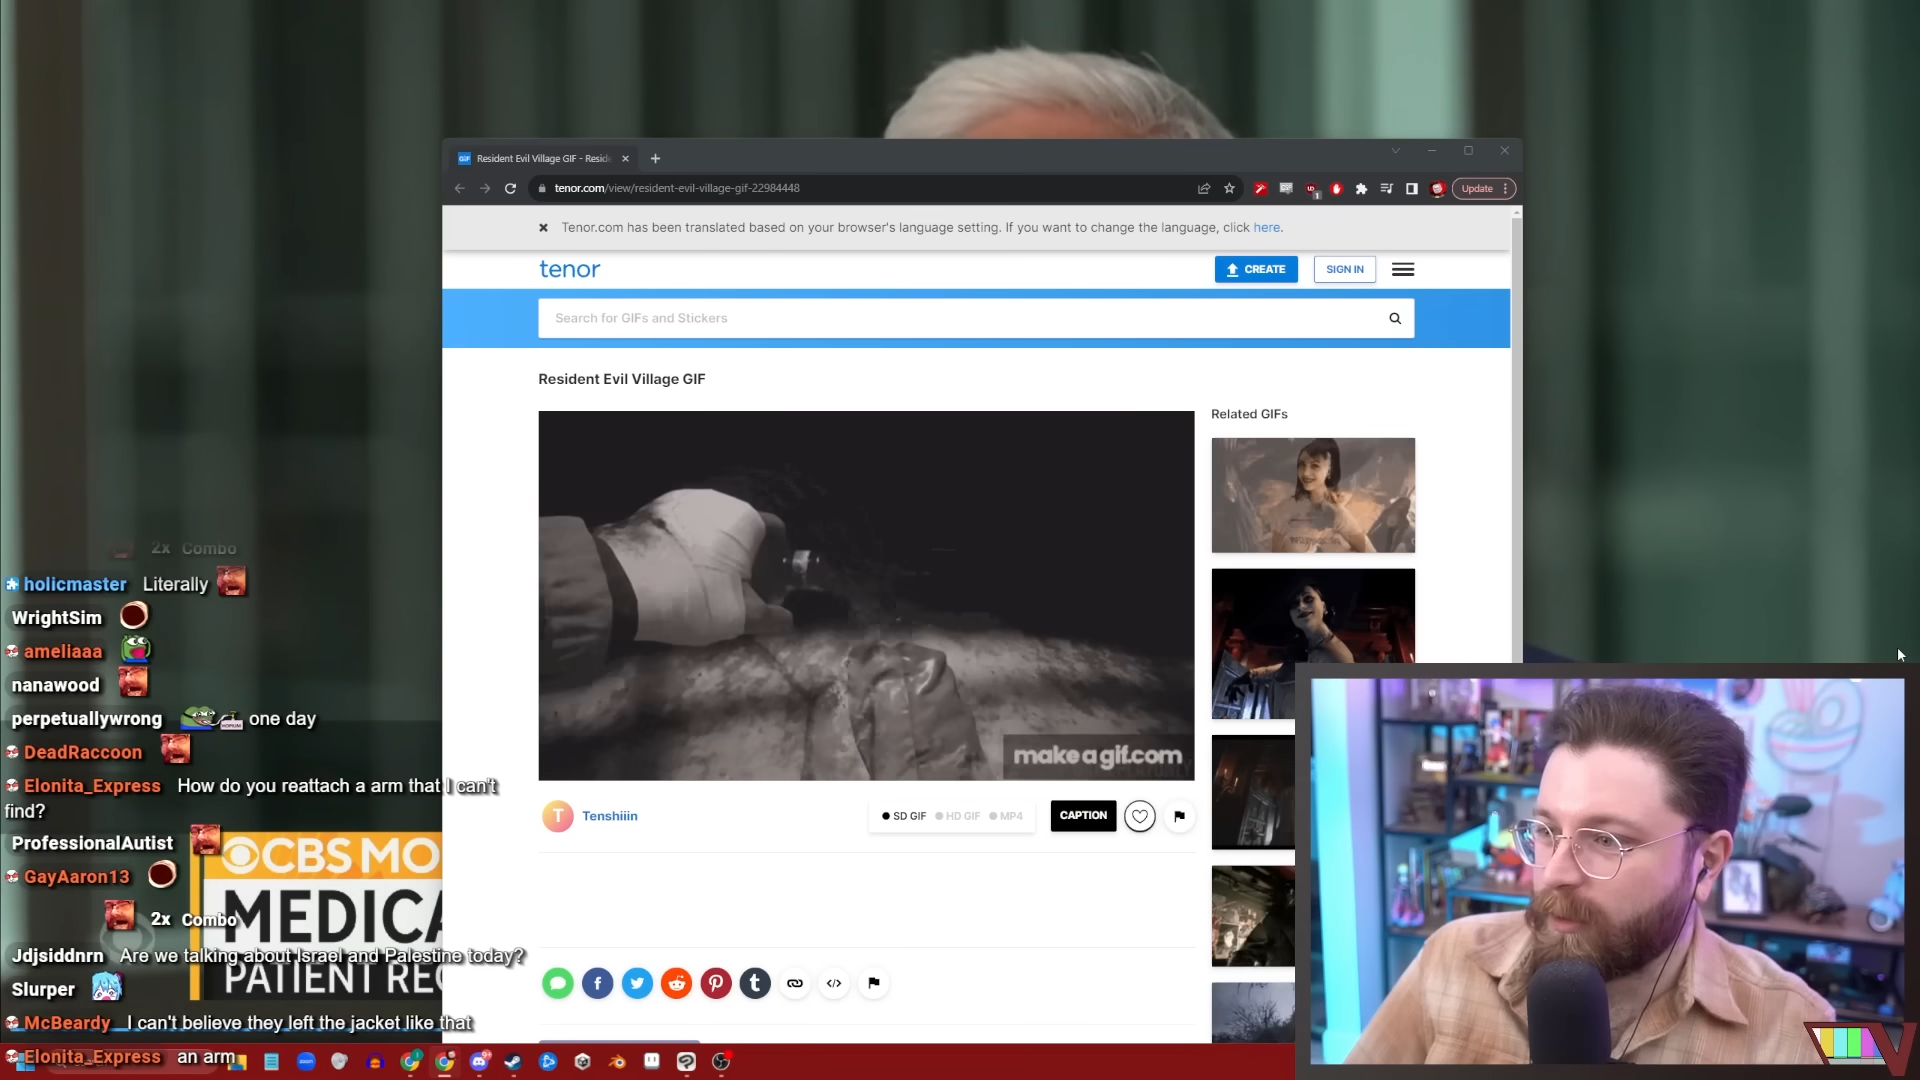 Resident Evil Village GIF - Resid
tenor.com/view/resident-evil-village-gif-22984448
Update
Tenor.com has been translated based on your browser's language setting. If you want to change the language, click here.
tenor
CREATE
SIGN IN
Search for GIFs and Stickers
Resident Evil Village GIF
Related GIFs
makeagif.com
T
Tenshiiin
SD GIF
HD GIF
MP4
CAPTION
2x Combo
holicmaster Literally
WrightSim
ameliaaa
nanawood
perpetuallywrong one day
DeadRaccoon
Elonita_Express How do you reattach a arm that I can't
find?
ProfessionalAutist
GayAaron13
2x Combo
Jdjsiddnrn Are we talking about Israel and Palestine today?
Slurper
McBeardy I can't believe they left the jacket like that
Elonita_Express an arm
CBS MO
MEDICA
PATIENT REC